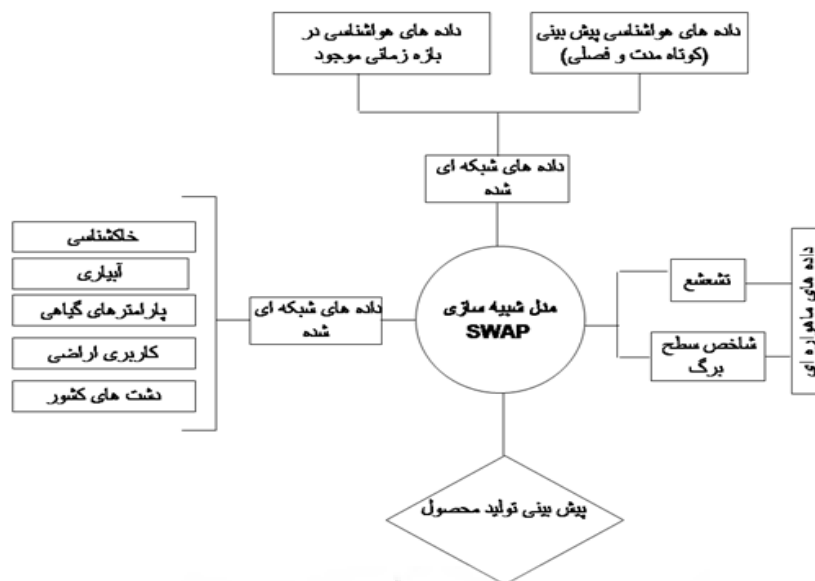 داده های هواشناسی پیش بینی
(کوتاه مدت و فصلی)
داده های هواشناسی در
بازه زمانی موجود
داده های شبکه ای
شده
داده های ماهواره ای
تشعشع
شاخص سطح
برگ
مدل شبیه سازی
SWAP
داده های شبکه ای
شده
خاکشناسی
آبیاری
پارامترهای گیاهی
کاربری اراضی
دشت های کشور
پیش بینی تولید محصول